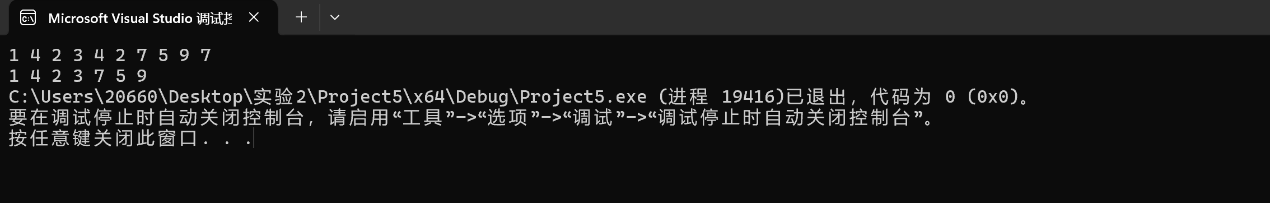 Microsoft Visual Studio 调试控
1 4 2 3 4 2 7 5 9 7
1 4 2 3 7 5 9
C:\Users\20660\Desktop\实验2\Project5\x64\Debug\Project5.exe (进程 19416)已退出，代码为 0 (0x0)。
要在调试停止时自动关闭控制台，请启用“工具”->“选项”->“调试”->“调试停止时自动关闭控制台”。
按任意键关闭此窗口. . .